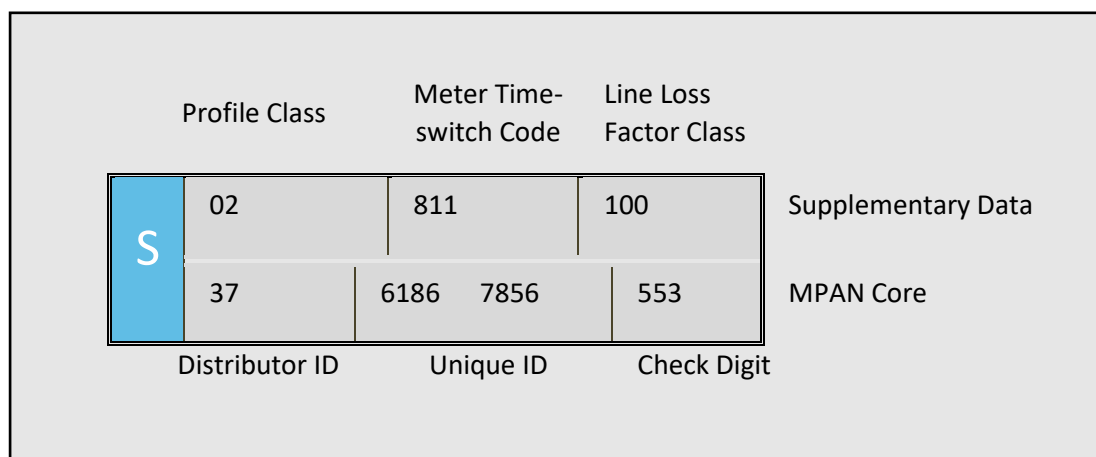 Profile Class
Meter Time-
switch Code
Line Loss
Factor Class
S
02 811 100 Supplementary Data
37 6186 7856 553 MPAN Core
Distributor ID Unique ID Check Digit